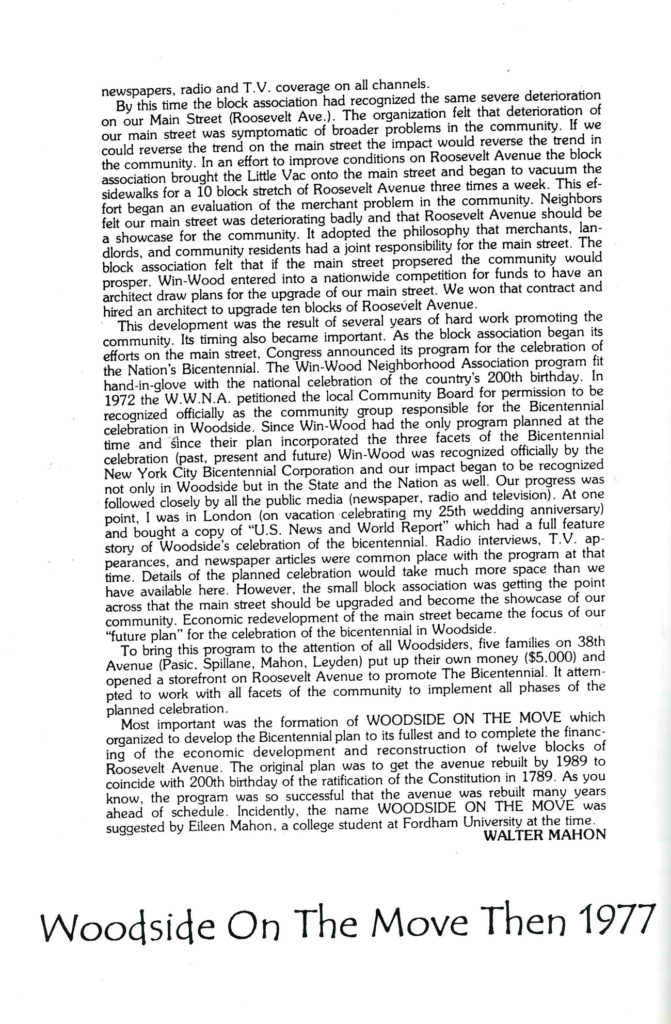 newspapers, radio and T.V. coverage on all channels.
By this time the block association had recognized the same severe deterioration
on our Main Street (Roosevelt Ave.). The organization felt that deterioration of
our main street was symptomatic of broader problems in the community. If we
could reverse the trend on the main street the impact would reverse the trend in
the community. In an effort to improve conditions on Roosevelt Avenue the block
association brought the Little Vac onto the main street and began to vacuum the
sidewalks for a 10 block stretch of Roosevelt Avenue three times a week. This ef-
fort began an evaluation of the merchant problem in the community. Neighbors
felt our main street was deteriorating badly and that Roosevelt Avenue should be
a showcase for the community. It adopted the philosophy that merchants, lan-
dlords, and community residents had a joint responsibility for the main street. The
block association felt that if the main street propsered the community would
prosper. Win-Wood entered into a nationwide competition for funds to have an
architect draw plans for the upgrade of our main street. We won that contract and
hired an architect to upgrade ten blocks of Roosevelt Avenue.
This development was the result of several years of hard work promoting the
community. Its timing also became important. As the block association began its
efforts on the main street, Congress announced its program for the celebration of
the Nation's Bicentennial. The Win-Wood Neighborhood Association program fit
hand-in-glove with the national celebration of the country's 200th birthday. In
1972 the W.W.N.A. petitioned the local Community Board for permission to be
recognized officially as the community group responsible for the Bicentennial
celebration in Woodside. Since Win-Wood had the only program planned at the
time and since their plan incorporated the three facets of the Bicentennial
celebration (past, present and future) Win-Wood was recognized officially by the
New York City Bicentennial Corporation and our impact began to be recognized
not only in Woodside but in the State and the Nation as well. Our progress was
followed closely by all the public media (newspaper, radio and television). At one
point, I was in London (on vacation celebrating my 25th wedding anniversary)
and bought a copy of "U.S. News and World Report" which had a full feature
story of Woodside's celebration of the bicentennial. Radio interviews, T.V. ap-
pearances, and newspaper articles were common place with the program at that
time. Details of the planned celebration would take much more space than we
have available here. However, the small block association was getting the point
across that the main street should be upgraded and become the showcase of our
community. Economic redevelopment of the main street became the focus of our
"future plan" for the celebration of the bicentennial in Woodside.
To bring this program to the attention of all Woodsiders, five families on 38th
Avenue (Pasic, Spillane, Mahon, Leyden) put up their own money ($5,000) and
opened a storefront on Roosevelt Avenue to promote The Bicentennial. It attem-
pted to work with all facets of the community to implement all phases of the
planned celebration.
Most important was the formation of WOODSIDE ON THE MOVE which
organized to develop the Bicentennial plan to its fullest and to complete the financ-
ing of the economic development and reconstruction of twelve blocks of
Roosevelt Avenue. The original plan was to get the avenue rebuilt by 1989 to
coincide with 200th birthday of the ratification of the Constitution in 1789. As you
know, the program was so successful that the avenue was rebuilt many years
ahead of schedule. Incidently, the name WOODSIDE ON THE MOVE was
suggested by Eileen Mahon, a college student at Fordham University at the time.
WALTER MAHON
Woodside On The Move Then 1977